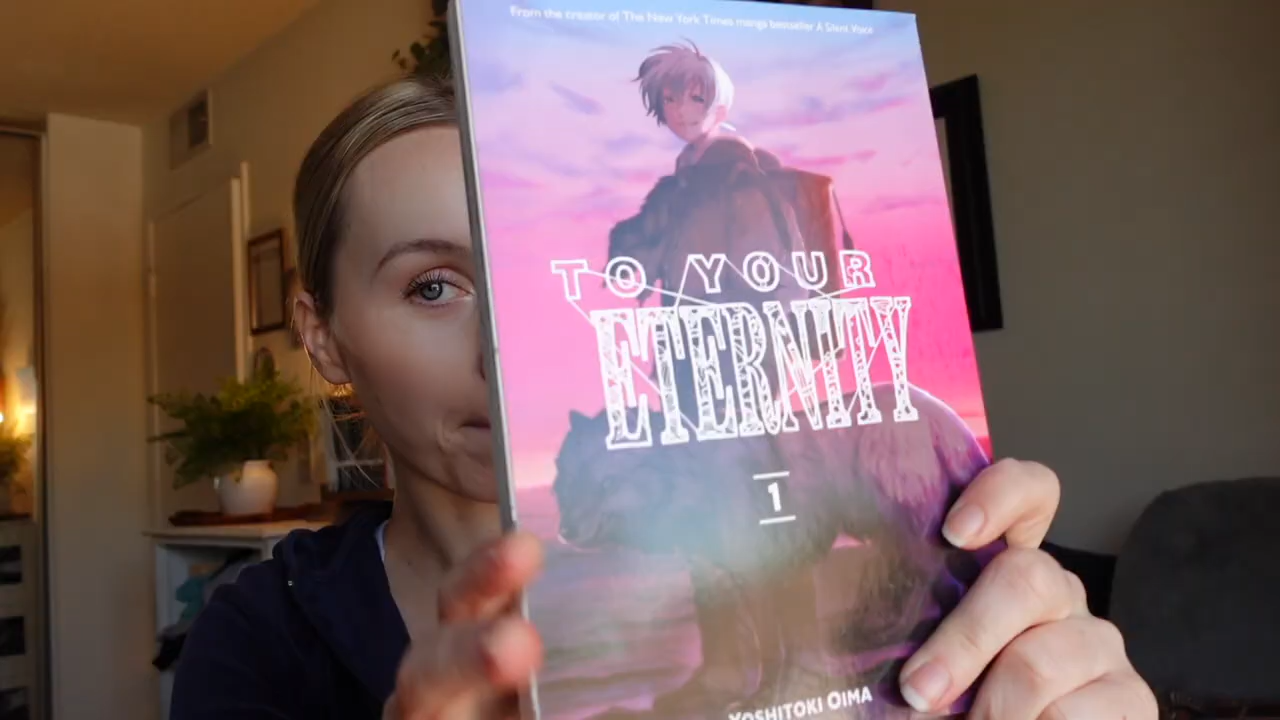 From the creator of The New York Times manga bestseller A Silent Voice
TO YOUR
ETERNITY
1
YOSHITOKI OIMA